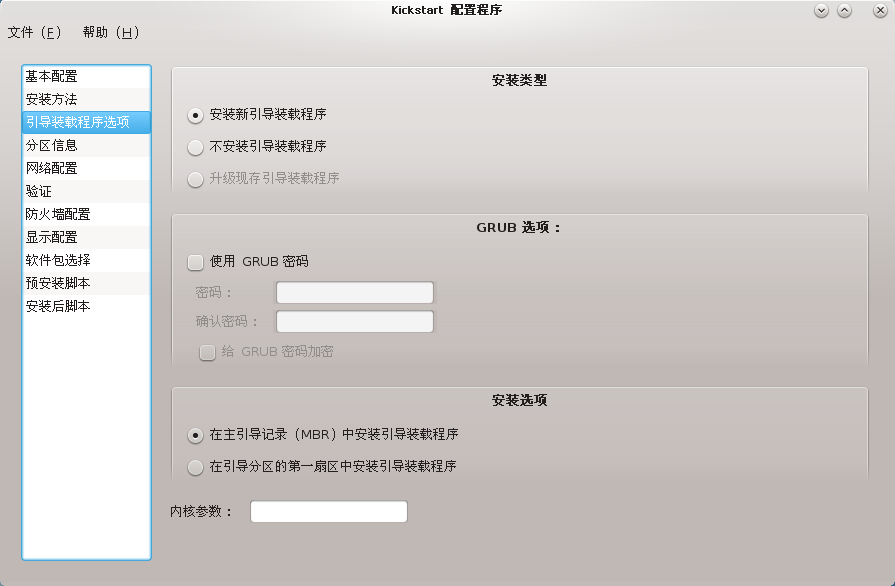 Kickstart 配置程序
文件（F） 帮助（H）
基本配置
安装方法
引导装载程序选项
分区信息
网络配置
验证
防火墙配置
显示配置
软件包选择
预安装脚本
安装后脚本
安装类型
安装新引导装载程序
不安装引导装载程序
升级现存引导装载程序
GRUB 选项：
使用 GRUB 密码
密码：
确认密码：
给 GRUB 密码加密
安装选项
在主引导记录（MBR）中安装引导装载程序
在引导分区的第一扇区中安装引导装载程序
内核参数：